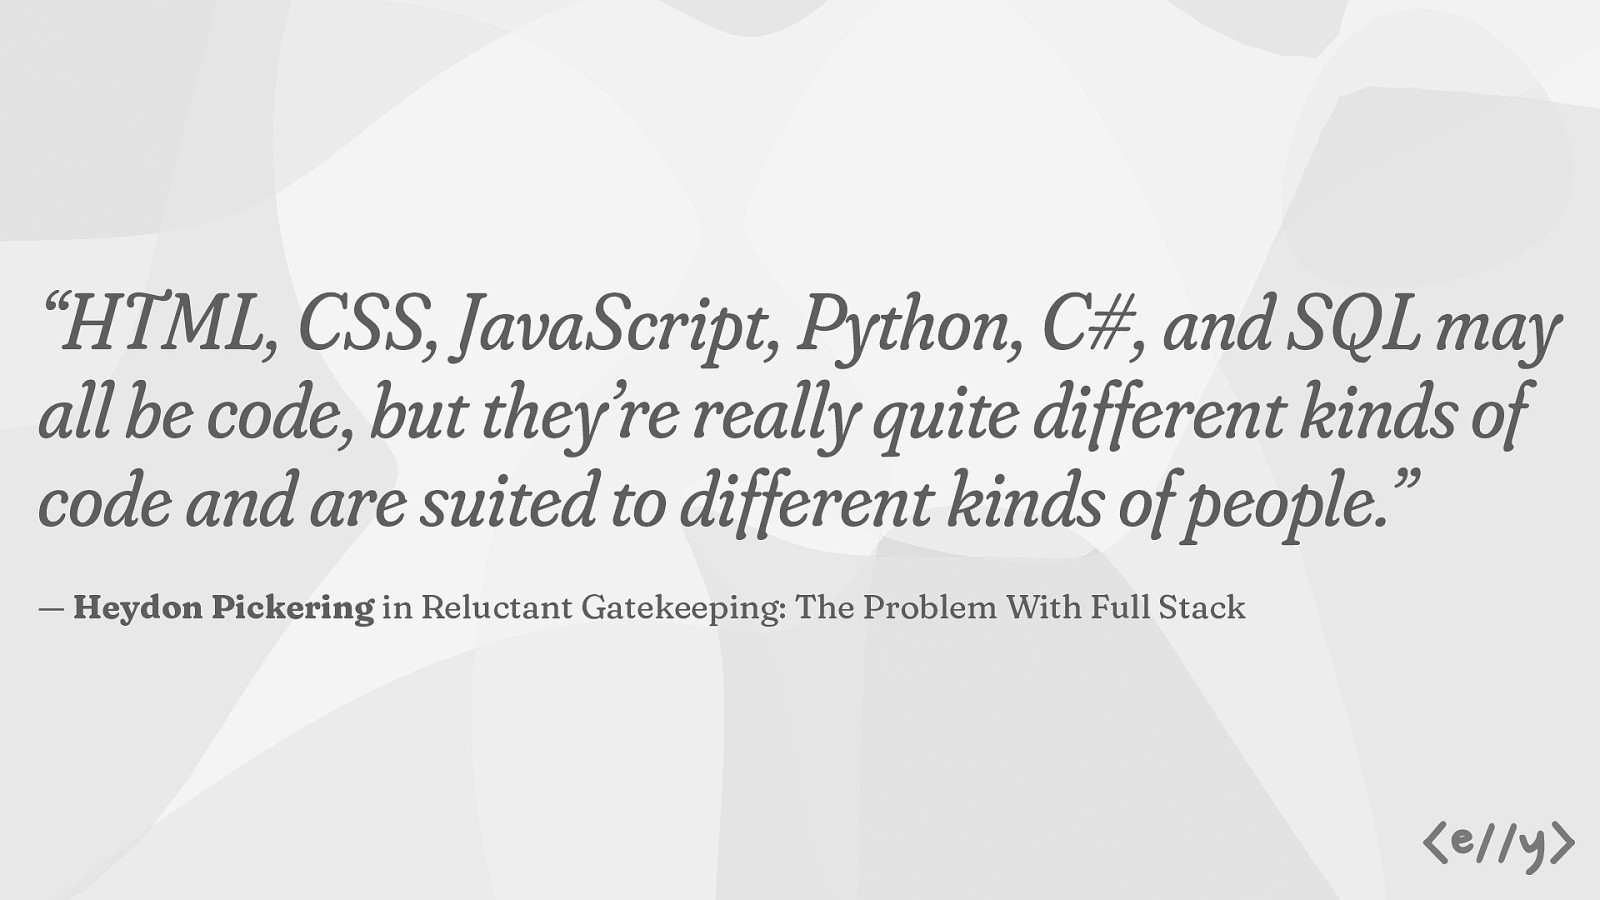 “HTML, CSS, JavaScript, Python, C#, and SQL may
all be code, but they’re really quite different kinds of
code and are suited to different kinds of people.”
— Heydon Pickering in Reluctant Gatekeeping: The Problem With Full Stack
<e//y>